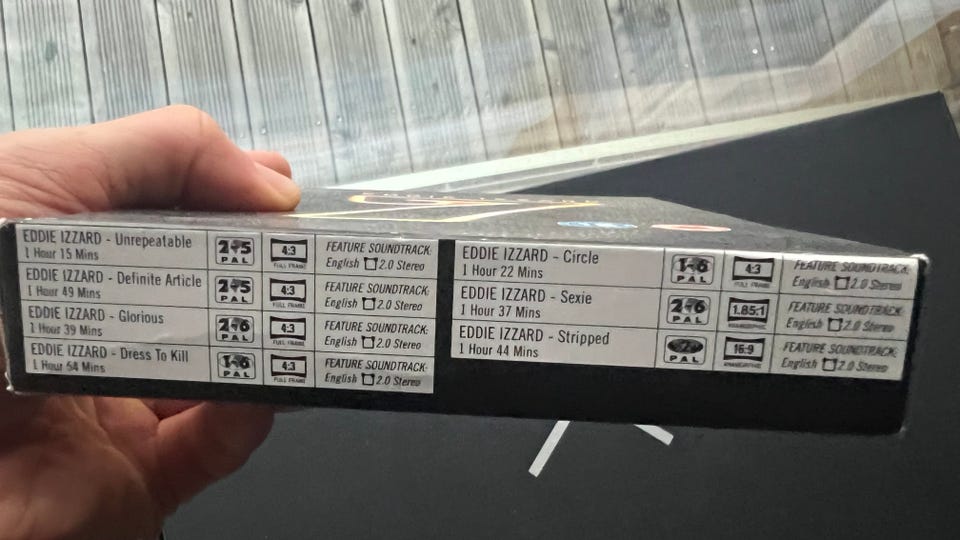 EDDIE IZZARD - Unrepeatable
1 Hour 15 Mins
2+5
PAL
4:3
FULL FRAME
FEATURE SOUNDTRACK:
English 2.0 Stereo
EDDIE IZZARD - Definite Article
1 Hour 49 Mins
2+5
PAL
4:3
FULL FRAME
FEATURE SOUNDTRACK:
English 2.0 Stereo
EDDIE IZZARD - Glorious
1 Hour 39 Mins
2+6
PAL
4:3
FULL FRAME
FEATURE SOUNDTRACK:
English 2.0 Stereo
EDDIE IZZARD - Dress To Kill
1 Hour 54 Mins
1+6
PAL
4:3
FULL FRAME
FEATURE SOUNDTRACK:
English 2.0 Stereo
EDDIE IZZARD - Circle
1 Hour 22 Mins
1+6
PAL
4:3
FULL FRAME
FEATURE SOUNDTRACK:
English 2.0 Stereo
EDDIE IZZARD - Sexie
1 Hour 37 Mins
2+6
PAL
1.85:1
ANAMORPHIC
FEATURE SOUNDTRACK:
English 2.0 Stereo
EDDIE IZZARD - Stripped
1 Hour 44 Mins
PAL
16:9
ANAMORPHIC
FEATURE SOUNDTRACK:
English 2.0 Stereo